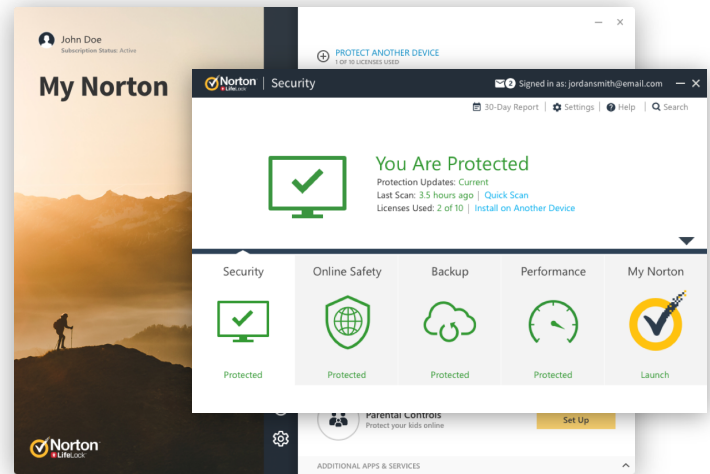 John Doe
Subscription Status: Active
My Norton
PROTECT ANOTHER DEVICE
1 OF 10 LICENSES USED
Norton | Security
LifeLock
2 Signed in as: jordansmith@email.com
30-Day Report | Settings | Help | Search
You Are Protected
Protection Updates: Current
Last Scan: 3.5 hours ago | Quick Scan
Licenses Used: 2 of 10 | Install on Another Device
Security Online Safety Backup Performance My Norton
Protected Protected Protected Protected Launch
Parental Controls
Protect your kids online
Set Up
Norton
LifeLock
ADDITIONAL APPS & SERVICES